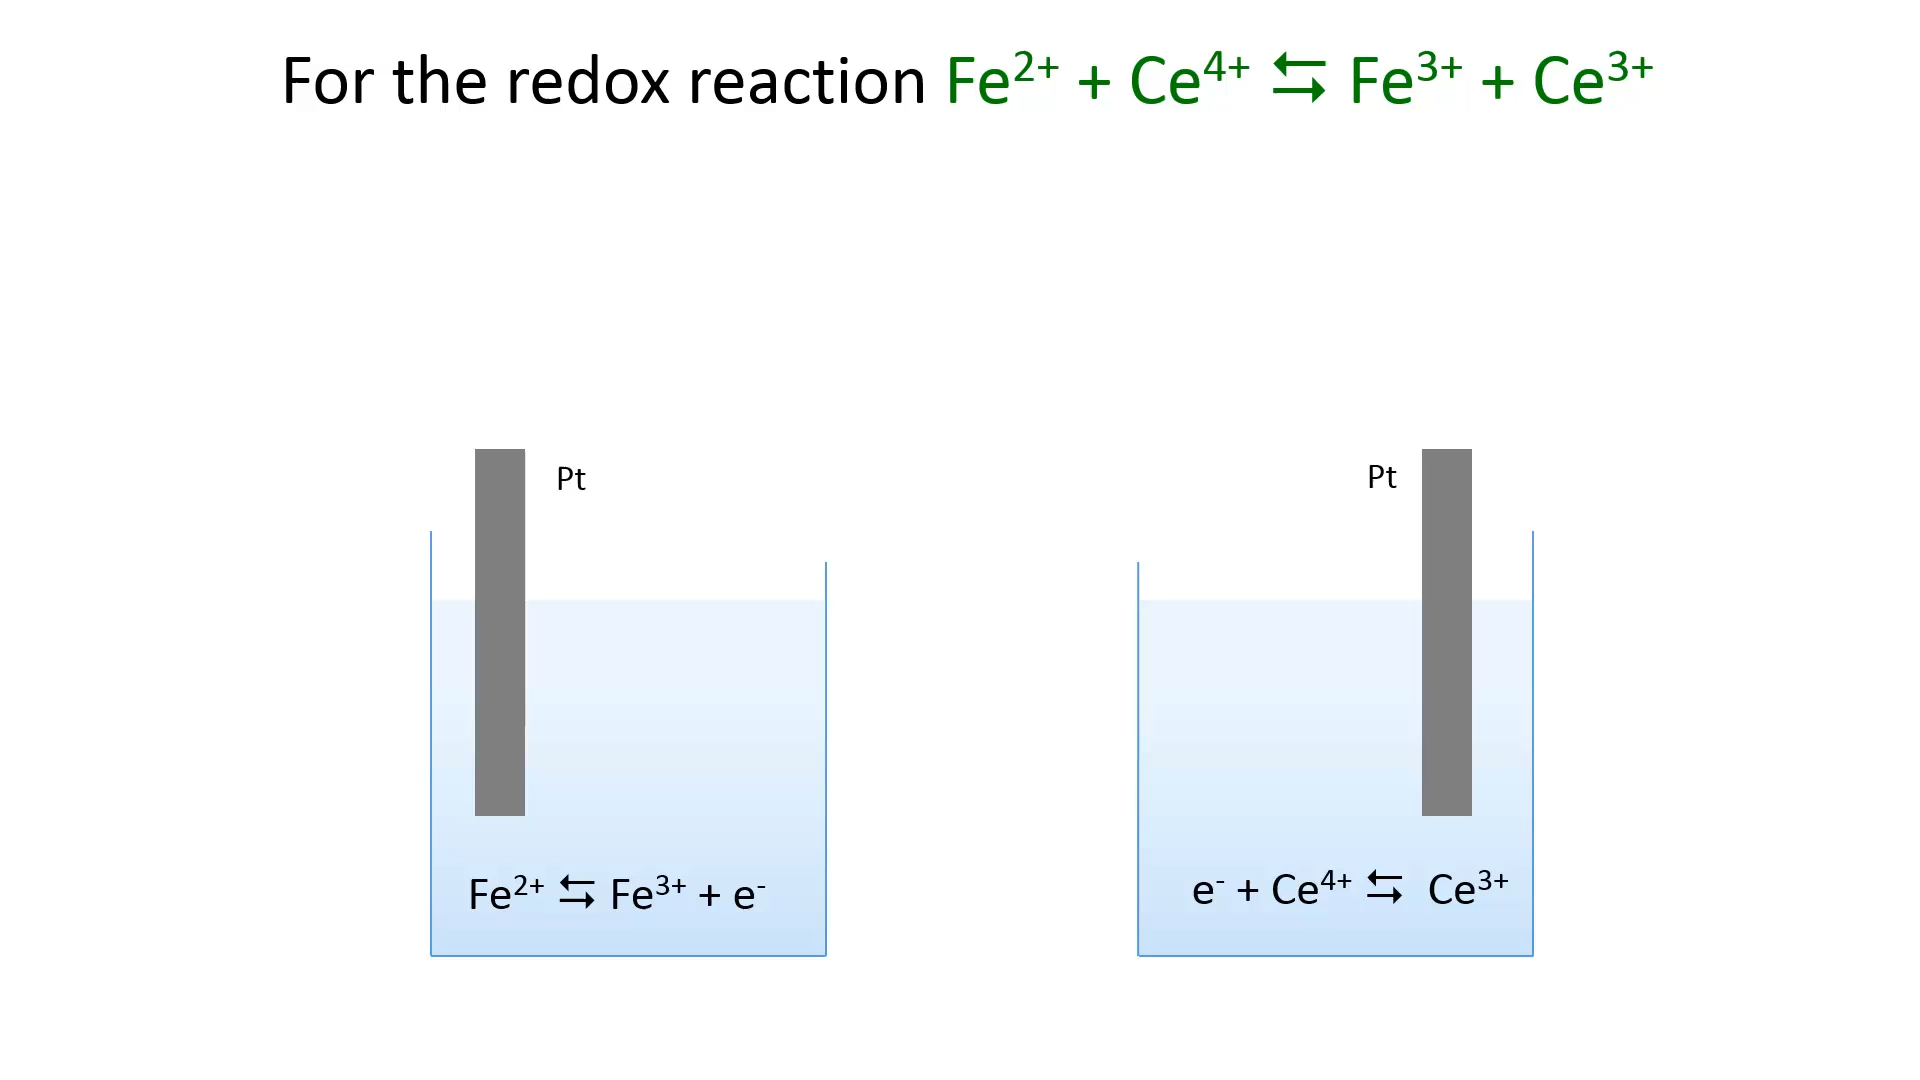 For the redox reaction Fe²⁺ + Ce⁴⁺ ⇆ Fe³⁺ + Ce³⁺
Pt
Pt
Fe²⁺ ⇆ Fe³⁺ + e⁻
e⁻ + Ce⁴⁺ ⇆ Ce³⁺